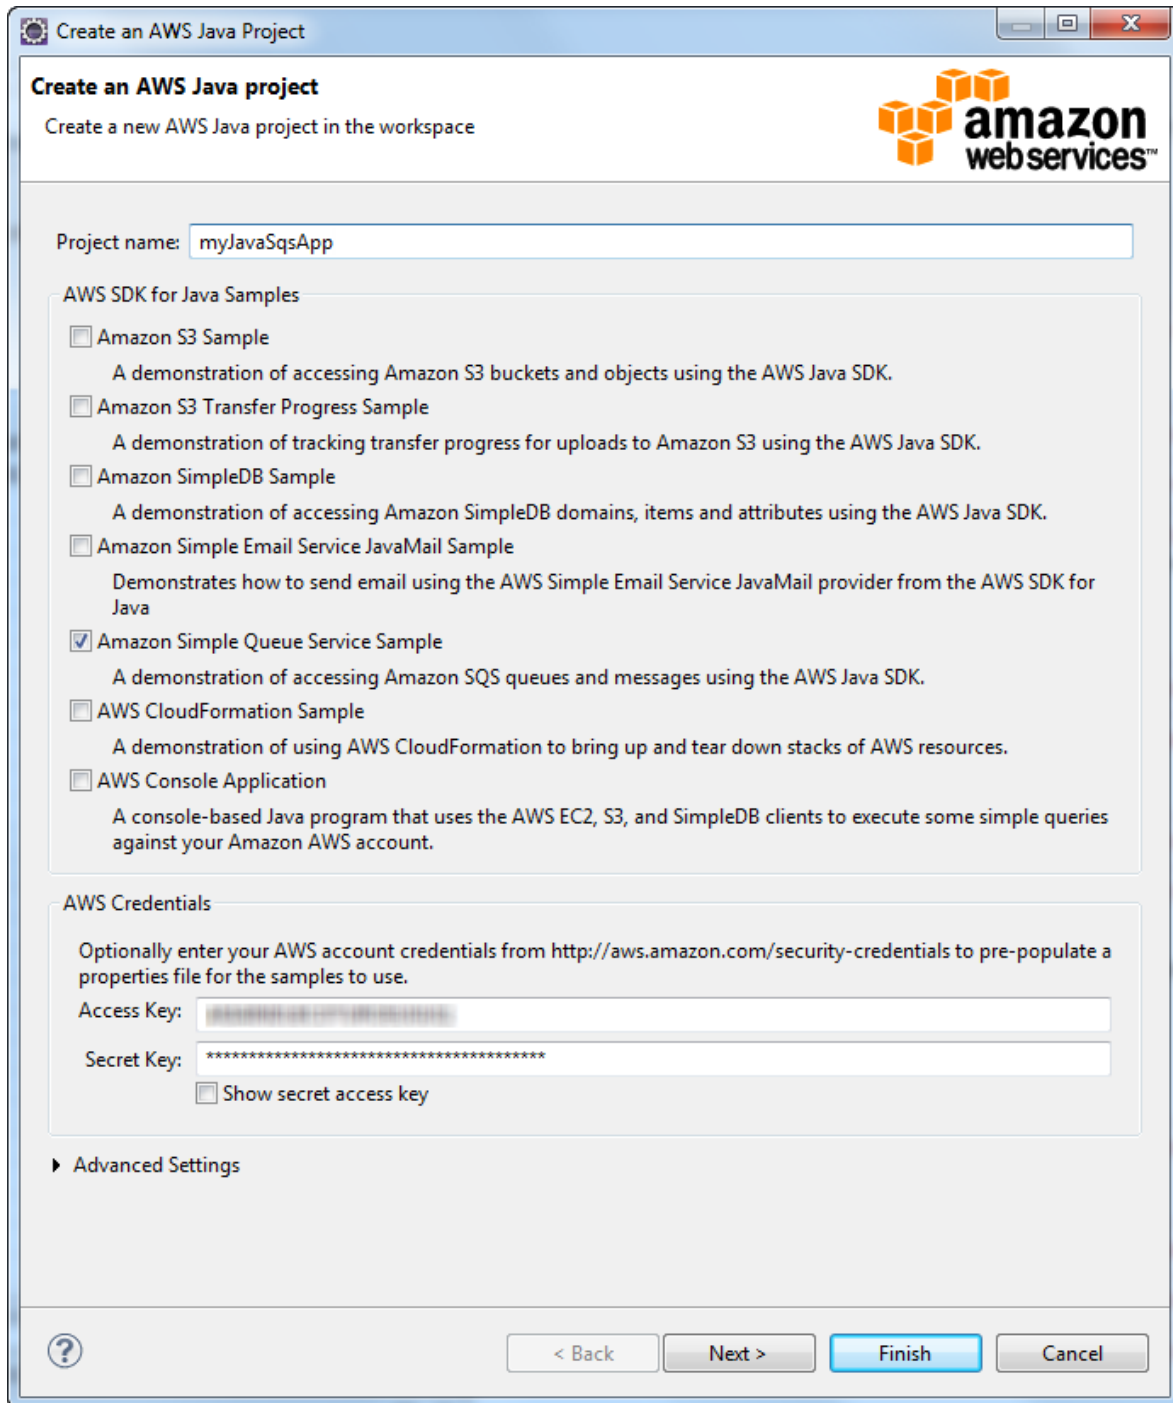 Create an AWS Java Project
Create an AWS Java project
Create a new AWS Java project in the workspace
amazon
webservices™
Project name: myJavaSqsApp
AWS SDK for Java Samples
Amazon S3 Sample
A demonstration of accessing Amazon S3 buckets and objects using the AWS Java SDK.
Amazon S3 Transfer Progress Sample
A demonstration of tracking transfer progress for uploads to Amazon S3 using the AWS Java SDK.
Amazon SimpleDB Sample
A demonstration of accessing Amazon SimpleDB domains, items and attributes using the AWS Java SDK.
Amazon Simple Email Service JavaMail Sample
Demonstrates how to send email using the AWS Simple Email Service JavaMail provider from the AWS SDK for
Java
Amazon Simple Queue Service Sample
A demonstration of accessing Amazon SQS queues and messages using the AWS Java SDK.
AWS CloudFormation Sample
A demonstration of using AWS CloudFormation to bring up and tear down stacks of AWS resources.
AWS Console Application
A console-based Java program that uses the AWS EC2, S3, and SimpleDB clients to execute some simple queries
against your Amazon AWS account.
AWS Credentials
Optionally enter your AWS account credentials from http://aws.amazon.com/security-credentials to pre-populate a
properties file for the samples to use.
Access Key:
Secret Key: ****************************************
Show secret access key
Advanced Settings
? < Back Next > Finish Cancel